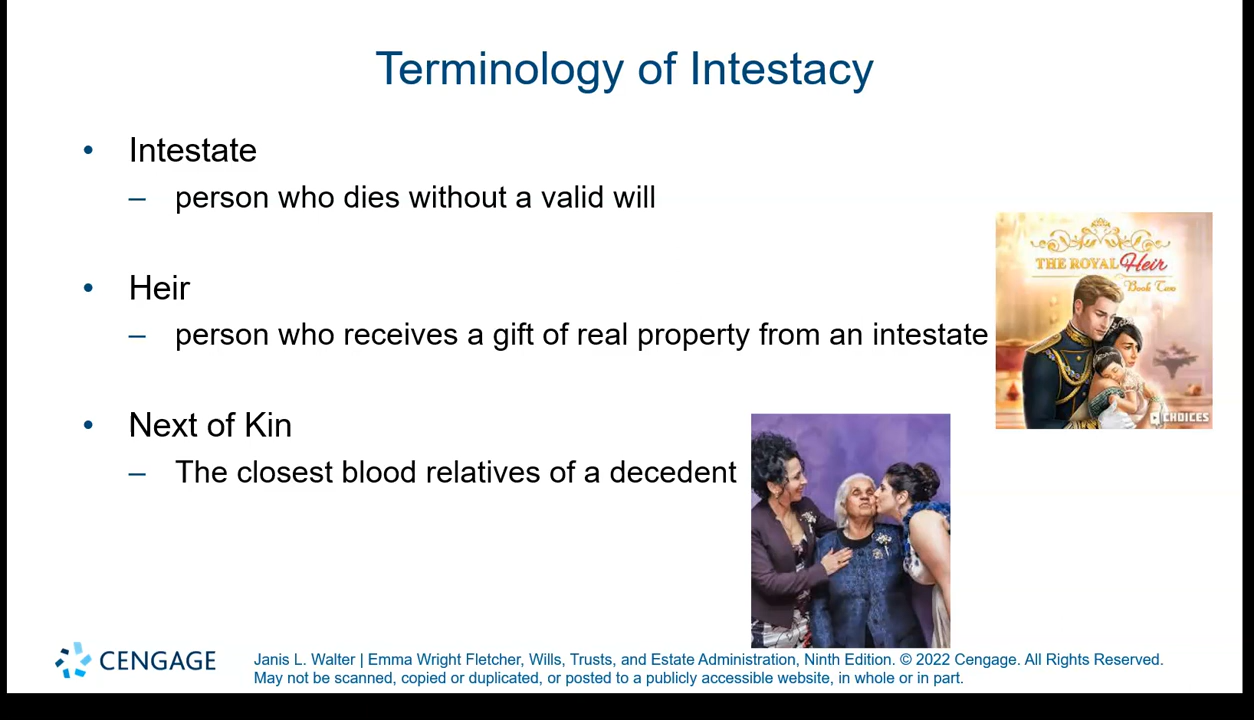 Terminology of Intestacy
• Intestate
– person who dies without a valid will
• Heir
– person who receives a gift of real property from an intestate
THE ROYAL Heir
Book Two
CHOICES
• Next of Kin
– The closest blood relatives of a decedent
CENGAGE
Janis L. Walter | Emma Wright Fletcher, Wills, Trusts, and Estate Administration, Ninth Edition. © 2022 Cengage. All Rights Reserved.
May not be scanned, copied or duplicated, or posted to a publicly accessible website, in whole or in part.